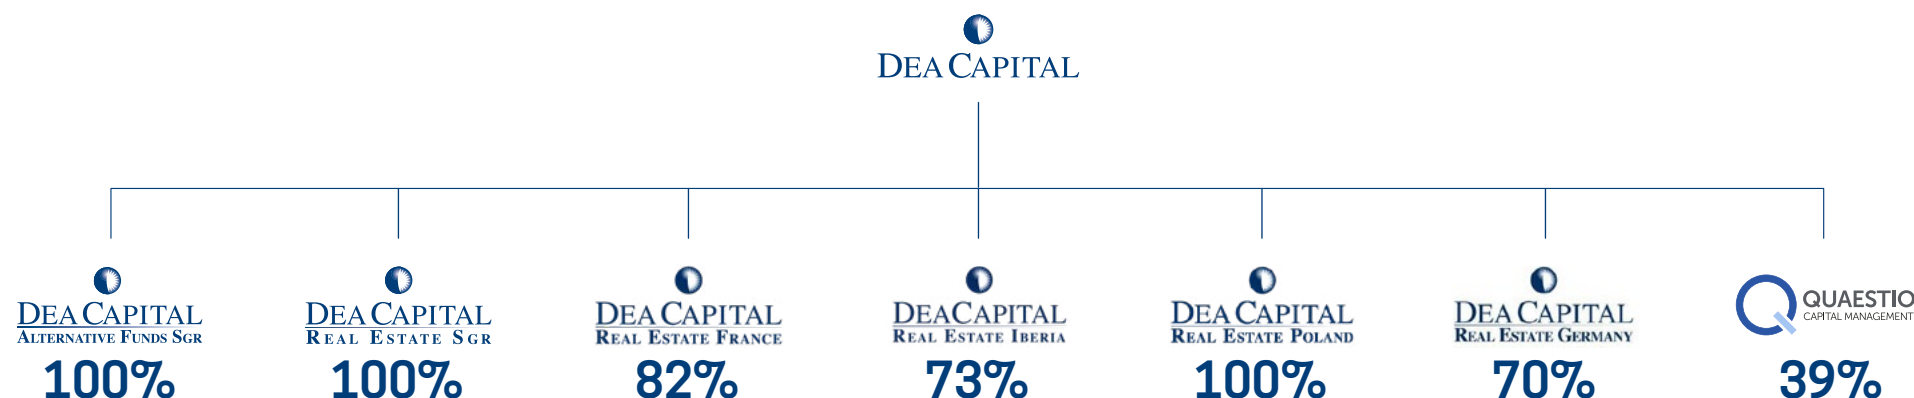 DEA CAPITAL
DEA CAPITAL
ALTERNATIVE FUNDS SGR
100%
DEA CAPITAL
REAL ESTATE SGR
100%
DEA CAPITAL
REAL ESTATE FRANCE
82%
DEACAPITAL
REAL ESTATE IBERIA
73%
DEA CAPITAL
REAL ESTATE POLAND
100%
DEA CAPITAL
REAL ESTATE GERMANY
70%
QUAESTIO
CAPITAL MANAGEMENT
39%